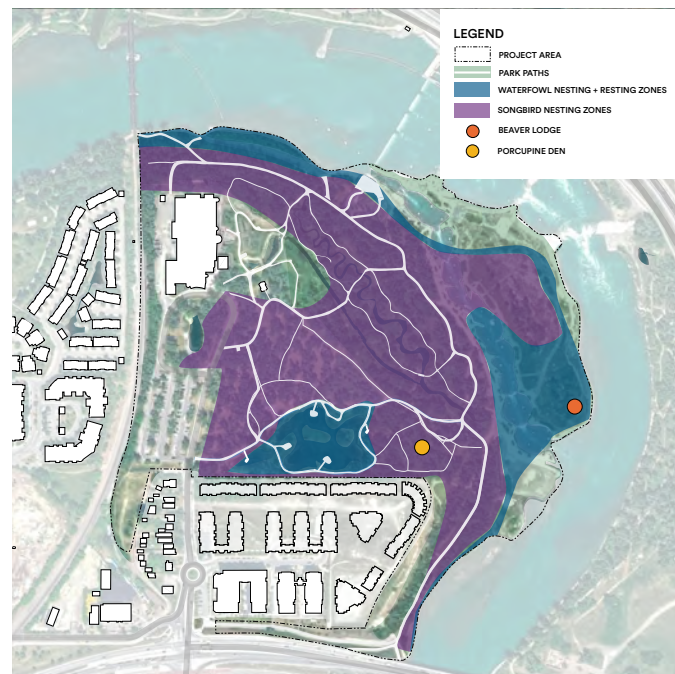 LEGEND
PROJECT AREA
PARK PATHS
WATERFOWL NESTING + RESTING ZONES
SONGBIRD NESTING ZONES
BEAVER LODGE
PORCUPINE DEN